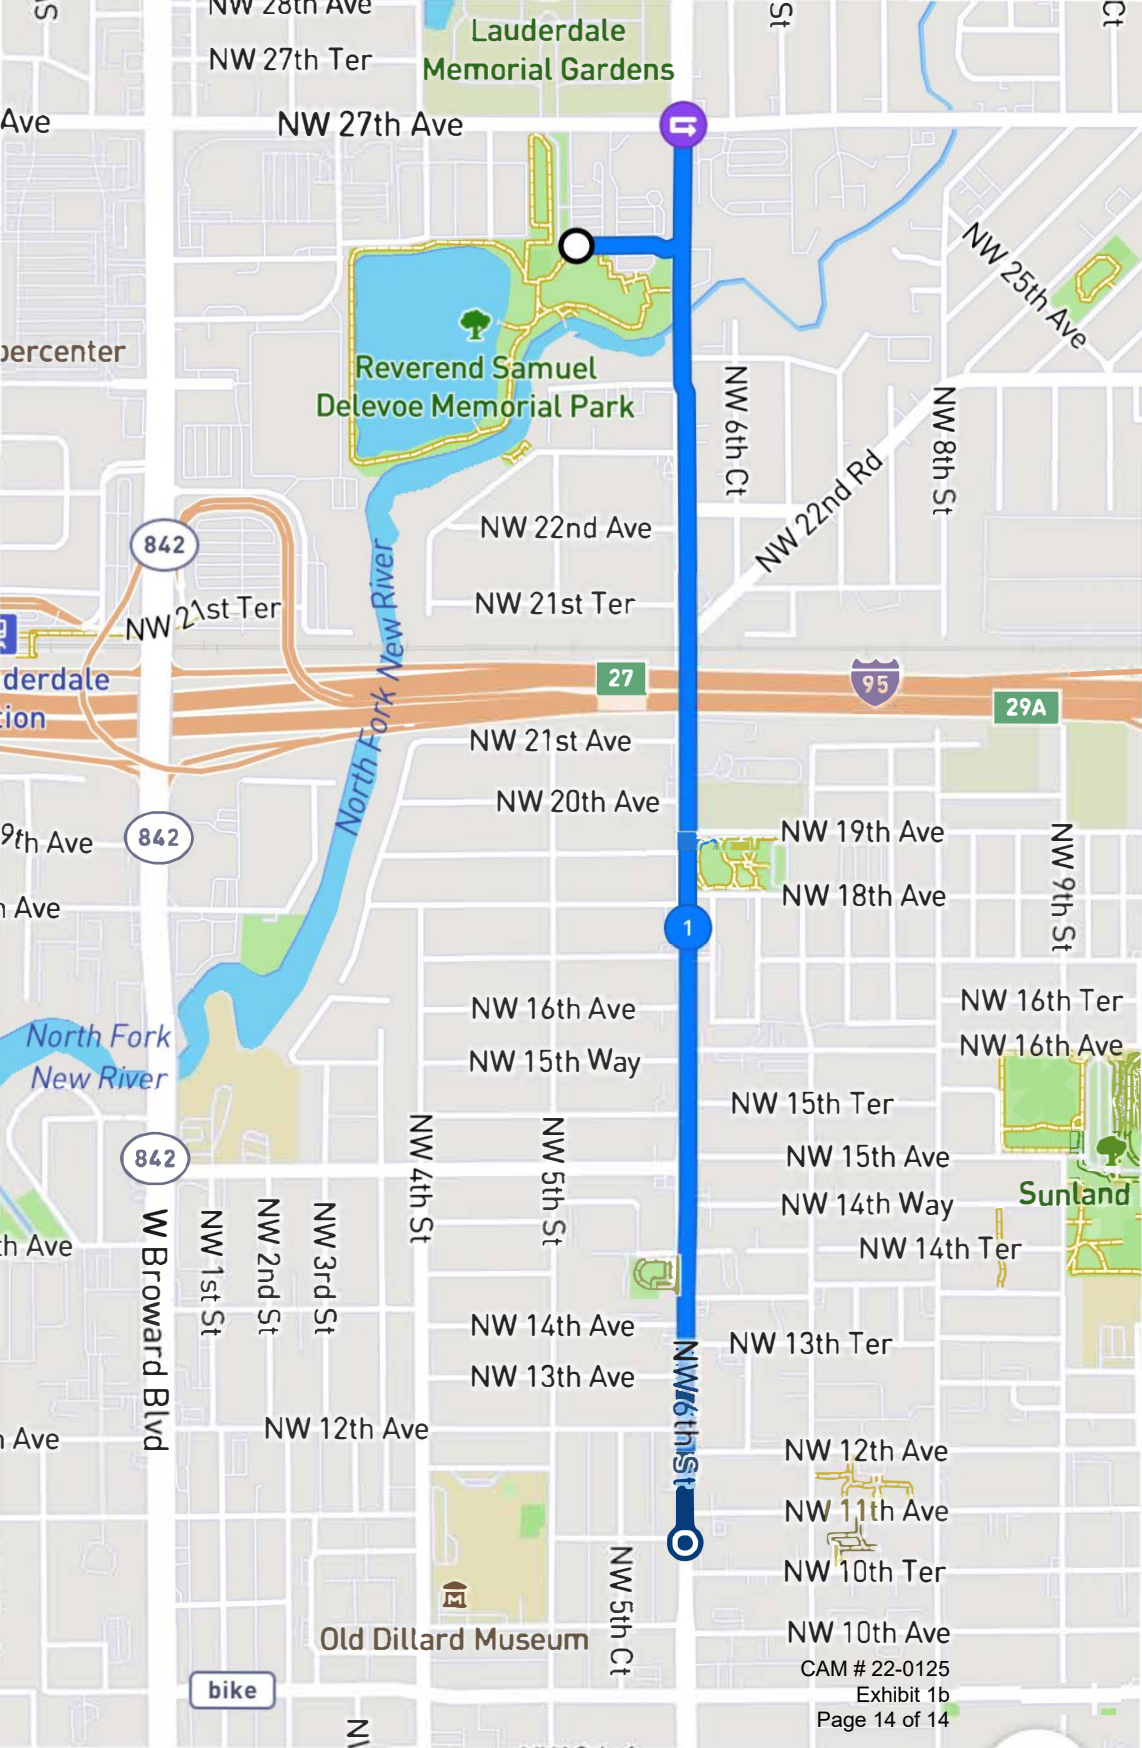 NW 28th Ave
St
Ct
Lauderdale
Memorial Gardens
NW 27th Ter
Ave
NW 27th Ave
NW 25th Ave
percenter
Reverend Samuel
Delevoe Memorial Park
NW 6th Ct
NW 8th St
NW 22nd Rd
NW 22nd Ave
842
NW 21st Ter
NW 21st Ter
North Fork New River
derdale
tion
27
95
29A
NW 21st Ave
NW 20th Ave
9th Ave
842
NW 19th Ave
NW 9th St
NW 18th Ave
Ave
1
NW 16th Ave
NW 16th Ter
North Fork
New River
NW 16th Ave
NW 15th Way
NW 15th Ter
NW 4th St
NW 5th St
842
NW 15th Ave
Sunland
NW 14th Way
W Broward Blvd
NW 1st St
NW 2nd St
NW 3rd St
th Ave
NW 14th Ter
NW 14th Ave
NW 13th Ter
NW 13th Ave
NW 6th St
NW 12th Ave
Ave
NW 12th Ave
NW 11th Ave
NW 10th Ter
NW 5th Ct
Old Dillard Museum
NW 10th Ave
CAM # 22-0125
Exhibit 1b
bike
Page 14 of 14